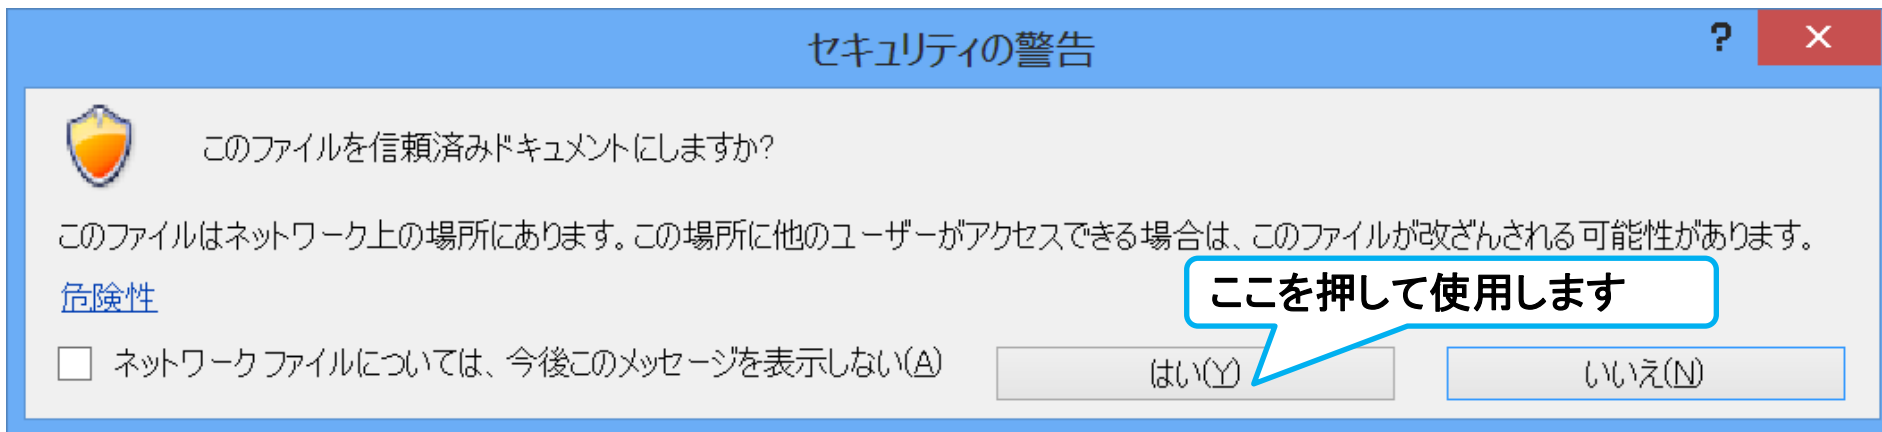 セキュリティの警告
?
このファイルを信頼済みドキュメントにしますか?
このファイルはネットワーク上の場所にあります。この場所に他のユーザーがアクセスできる場合は、このファイルが改ざんされる可能性があります。
危険性
ここを押して使用します
ネットワーク ファイルについては、今後このメッセージを表示しない(A)
はい(Y)
いいえ(N)